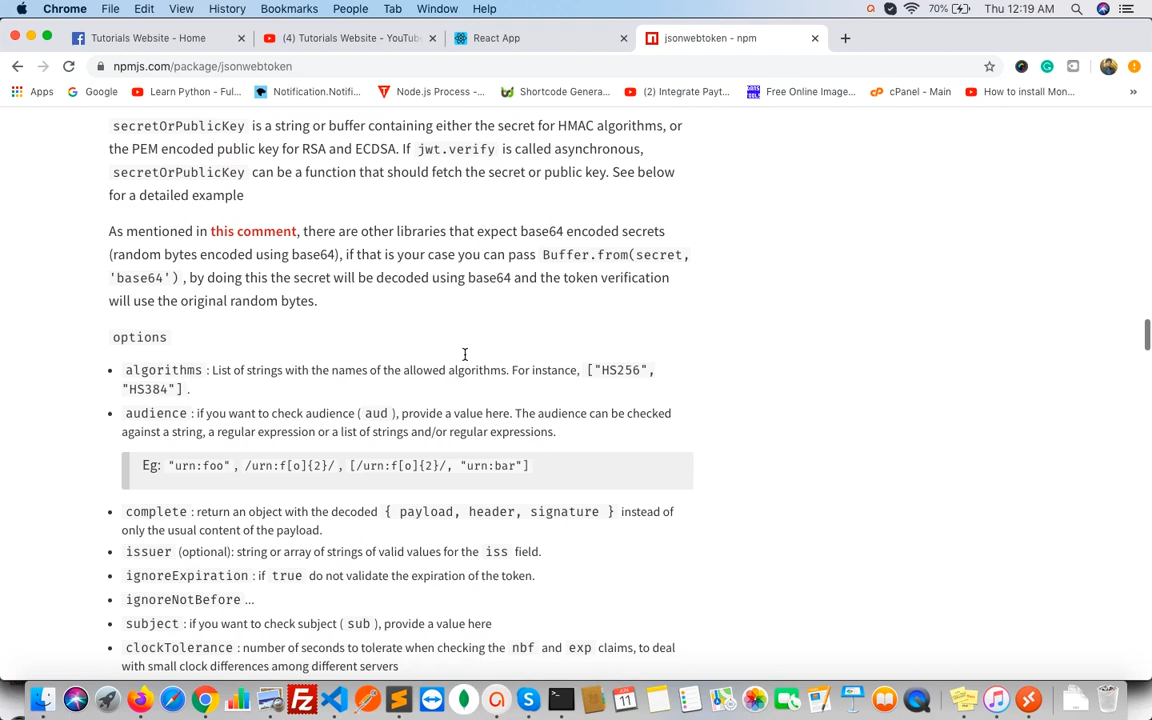 Chrome File Edit View History Bookmarks People Tab Window Help 70% Thu 12:19 AM
Tutorials Website - Home (4) Tutorials Website - YouTub React App jsonwebtoken - npm
npmjs.com/package/jsonwebtoken
Apps Google Learn Python - Ful... Notification.Notifi... Node.js Process -... Shortcode Genera... (2) Integrate Payt... Free Online Image... cPanel - Main How to install Mon... »
secretOrPublicKey is a string or buffer containing either the secret for HMAC algorithms, or
the PEM encoded public key for RSA and ECDSA. If jwt.verify is called asynchronous,
secretOrPublicKey can be a function that should fetch the secret or public key. See below
for a detailed example
As mentioned in this comment, there are other libraries that expect base64 encoded secrets
(random bytes encoded using base64), if that is your case you can pass Buffer.from(secret,
'base64'), by doing this the secret will be decoded using base64 and the token verification
will use the original random bytes.
options
• algorithms : List of strings with the names of the allowed algorithms. For instance, ["HS256",
"HS384"] .
• audience : if you want to check audience ( aud ), provide a value here. The audience can be checked
against a string, a regular expression or a list of strings and/or regular expressions.
Eg: "urn:foo" , /urn:f[o]{2}/ , [/urn:f[o]{2}/, "urn:bar"]
• complete : return an object with the decoded { payload, header, signature } instead of
only the usual content of the payload.
• issuer (optional): string or array of strings of valid values for the iss field.
• ignoreExpiration : if true do not validate the expiration of the token.
• ignoreNotBefore ...
• subject : if you want to check subject ( sub ), provide a value here
• clockTolerance : number of seconds to tolerate when checking the nbf and exp claims, to deal
with small clock differences among different servers